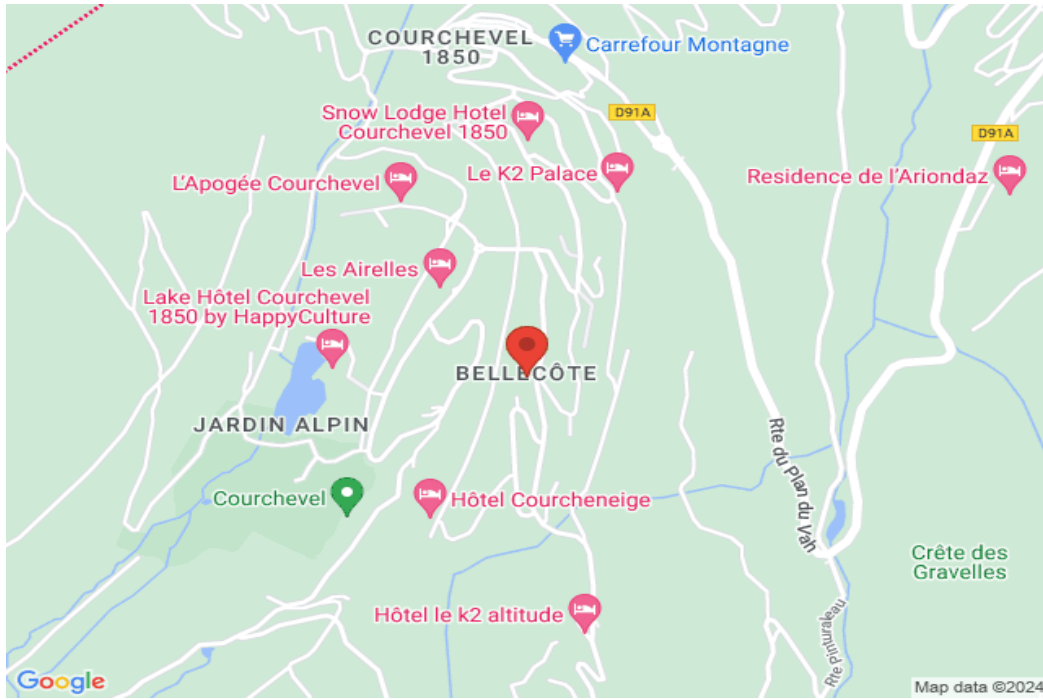 COURCHEVEL
1850
Carrefour Montagne
Snow Lodge Hotel
Courchevel 1850
D91A
D91A
L'Apogée Courchevel
Le K2 Palace
Residence de l'Ariondaz
Les Airelles
Lake Hôtel Courchevel
1850 by HappyCulture
BELLECÔTE
JARDIN ALPIN
Rte du Plan du Vah
Courchevel
Hôtel Courcheneige
Crête des
Gravelles
Hôtel le k2 altitude
Rte Pinturaleau
Google
Map data ©2024